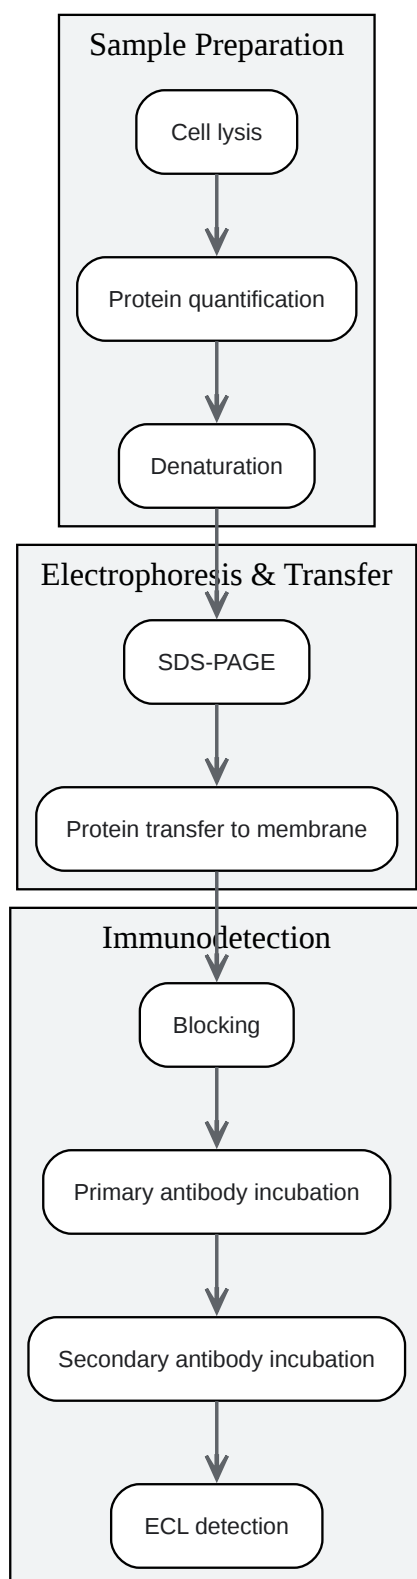 Sample Preparation
Cell lysis
Protein quantification
Denaturation
Electrophoresis & Transfer
SDS-PAGE
Protein transfer to membrane
Immunodetection
Blocking
Primary antibody incubation
Secondary antibody incubation
ECL detection